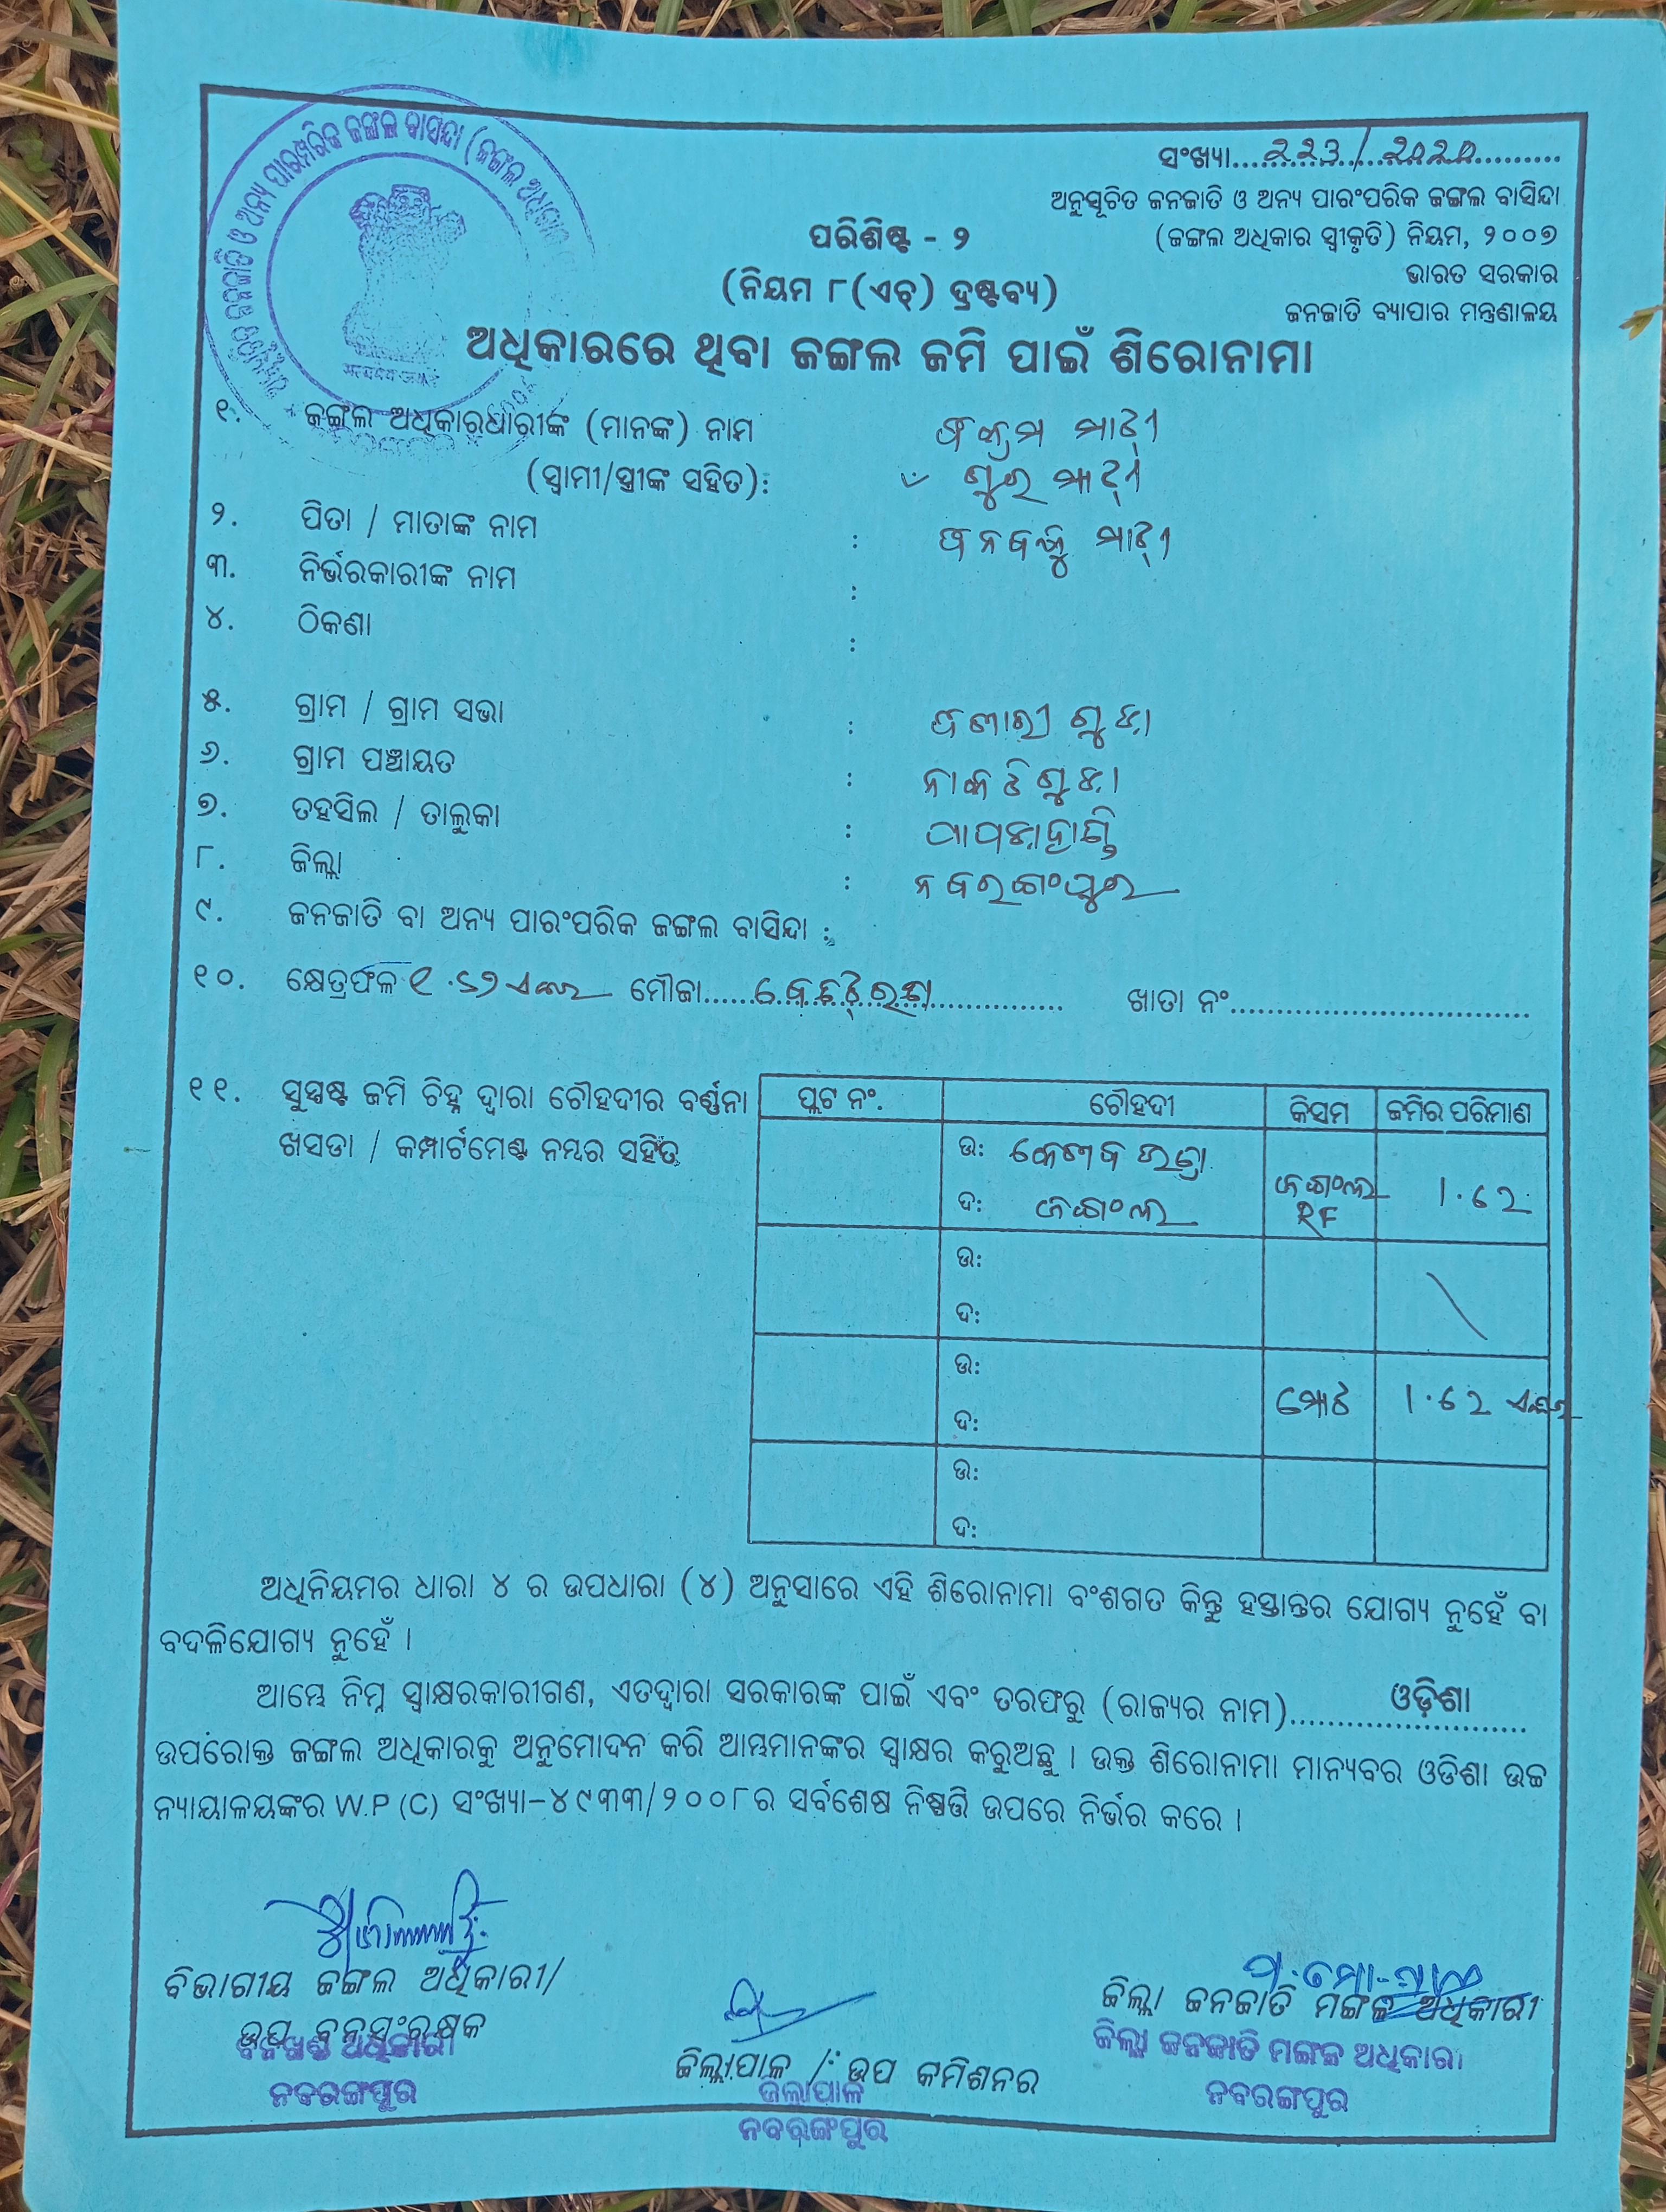 ସଂଖ୍ୟା......୨୨୩/୨୦୨୦..........
ଅନୁସୂଚିତ ଜନଜାତି ଓ ଅନ୍ୟ ପାରଂପରିକ ଜଙ୍ଗଲ ବାସିନ୍ଦା
(ଜଙ୍ଗଲ ଅଧିକାର ସ୍ୱୀକୃତି) ନିୟମ, ୨୦୦୭
ଭାରତ ସରକାର
ଜନଜାତି ବ୍ୟାପାର ମନ୍ତ୍ରଣାଳୟ
ପରିଶିଷ୍ଟ - ୨
(ନିୟମ ୮(ଏଚ୍) ଦ୍ରଷ୍ଟବ୍ୟ)
ଅଧିକାରରେ ଥିବା ଜଙ୍ଗଲ ଜମି ପାଇଁ ଶିରୋନାମା
୧. ଜଙ୍ଗଲ ଅଧିକାରଧାରୀଙ୍କ (ମାନଙ୍କ) ନାମ
(ସ୍ୱାମୀ/ସ୍ତ୍ରୀଙ୍କ ସହିତ):
୨. ପିତା / ମାତାଙ୍କ ନାମ :
୩. ନିର୍ଭରକାରୀଙ୍କ ନାମ :
୪. ଠିକଣା :
୫. ଗ୍ରାମ / ଗ୍ରାମ ସଭା :
୬. ଗ୍ରାମ ପଞ୍ଚାୟତ :
୭. ତହସିଲ / ତାଲୁକା : ପାପଡ଼ାହାଣ୍ଡି
୮. ଜିଲ୍ଲା : ନବରଙ୍ଗପୁର
୯. ଜନଜାତି ବା ଅନ୍ୟ ପାରଂପରିକ ଜଙ୍ଗଲ ବାସିନ୍ଦା :
୧୦. କ୍ଷେତ୍ରଫଳ ମୌଜା.................... ଖାତା ନଂ....................
୧୧. ସୁସ୍ପଷ୍ଟ ଜମି ଚିହ୍ନ ଦ୍ୱାରା ଚୌହଦୀର ବର୍ଣ୍ଣନା
ଖସଡା / କମ୍ପାର୍ଟମେଣ୍ଟ ନମ୍ବର ସହିତ
ପ୍ଲଟ ନଂ. ଚୌହଦୀ କିସମ ଜମିର ପରିମାଣ
ଉ:
ଦ: ଜଙ୍ଗଲ ଜଙ୍ଗଲ RF 1.62
ଉ:
ଦ:
ଉ:
ଦ: ମୋଟ 1.62 ଏକର
ଉ:
ଦ:
ଅଧିନିୟମର ଧାରା ୪ ର ଉପଧାରା (୪) ଅନୁସାରେ ଏହି ଶିରୋନାମା ବଂଶଗତ କିନ୍ତୁ ହସ୍ତାନ୍ତର ଯୋଗ୍ୟ ନୁହେଁ ବା
ବଦଳିଯୋଗ୍ୟ ନୁହେଁ ।
ଆମ୍ଭେ ନିମ୍ନ ସ୍ୱାକ୍ଷରକାରୀଗଣ, ଏତଦ୍ୱାରା ସରକାରଙ୍କ ପାଇଁ ଏବଂ ତରଫରୁ (ରାଜ୍ୟର ନାମ)......ଓଡ଼ିଶା......
ଉପରୋକ୍ତ ଜଙ୍ଗଲ ଅଧିକାରକୁ ଅନୁମୋଦନ କରି ଆମ୍ଭମାନଙ୍କର ସ୍ୱାକ୍ଷର କରୁଅଛୁ । ଉକ୍ତ ଶିରୋନାମା ମାନ୍ୟବର ଓଡିଶା ଉଚ୍ଚ
ନ୍ୟାୟାଳୟଙ୍କର W.P (C) ସଂଖ୍ୟା-୪୯୩୩/୨୦୦୮ର ସର୍ବଶେଷ ନିଷ୍ପତ୍ତି ଉପରେ ନିର୍ଭର କରେ ।
ବିଭାଗୀୟ ଜଙ୍ଗଲ ଅଧିକାରୀ/
ଉପ ବନସଂରକ୍ଷକ
ବନଖଣ୍ଡ ଅଧିକାରୀ
ନବରଙ୍ଗପୁର
ଜିଲ୍ଲାପାଳ / ଉପ କମିଶନର
ଜିଲ୍ଲାପାଳ
ନବରଙ୍ଗପୁର
ଜିଲ୍ଲା ଜନଜାତି ମଙ୍ଗଳ ଅଧିକାରୀ
ଜିଲ୍ଲା ଜନଜାତି ମଙ୍ଗଳ ଅଧିକାରୀ
ନବରଙ୍ଗପୁର